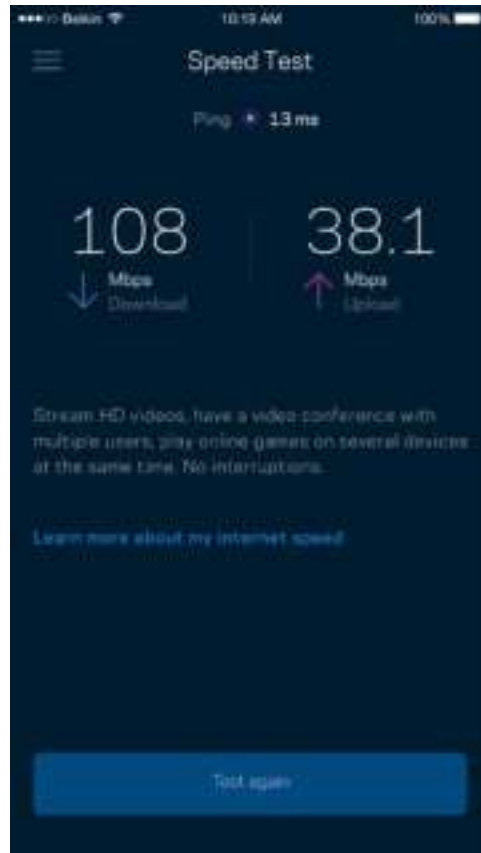 Belkin 10:13 AM 100%
Speed Test
Ping 13 ms
108 38.1
Mbps Mbps
Download Upload
Stream HD videos, have a video conference with
multiple users, play online games on several devices
at the same time. No interruptions.
Learn more about my internet speed
Test again